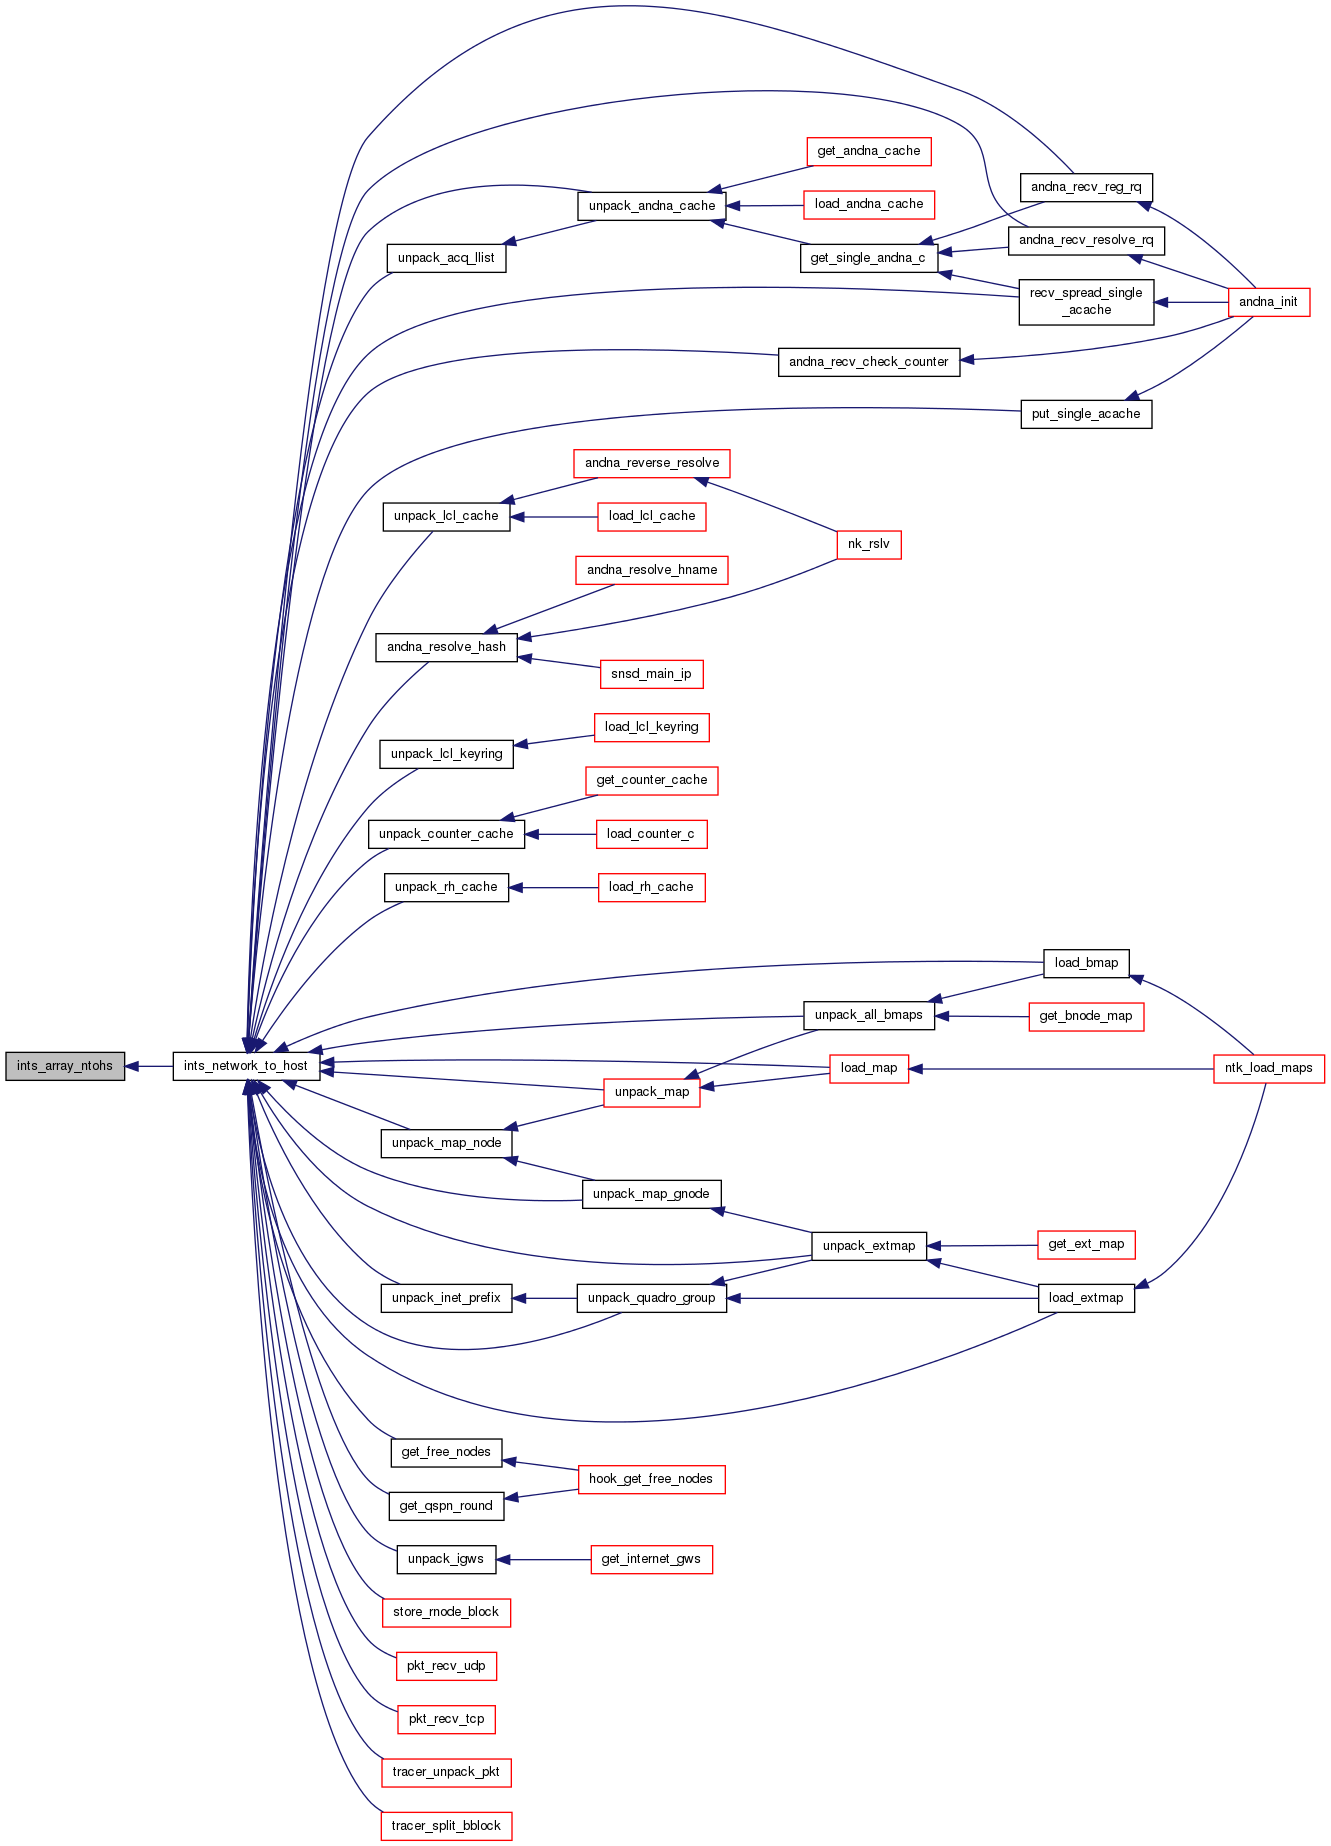 get_andna_cache
andna_recv_reg_rq
load_andna_cache
unpack_andna_cache
andna_recv_resolve_rq
unpack_acq_llist
get_single_andna_c
recv_spread_single
_acache
andna_init
andna_recv_check_counter
put_single_acache
andna_reverse_resolve
unpack_lcl_cache
load_lcl_cache
nk_rslv
andna_resolve_hname
andna_resolve_hash
snsd_main_ip
load_lcl_keyring
unpack_lcl_keyring
get_counter_cache
unpack_counter_cache
load_counter_c
unpack_rh_cache
load_rh_cache
load_bmap
unpack_all_bmaps
get_bnode_map
ints_array_ntohs
ints_network_to_host
load_map
ntk_load_maps
unpack_map
unpack_map_node
unpack_map_gnode
unpack_extmap
get_ext_map
unpack_inet_prefix
unpack_quadro_group
load_extmap
get_free_nodes
hook_get_free_nodes
get_qspn_round
unpack_igws
get_internet_gws
store_rnode_block
pkt_recv_udp
pkt_recv_tcp
tracer_unpack_pkt
tracer_split_bblock